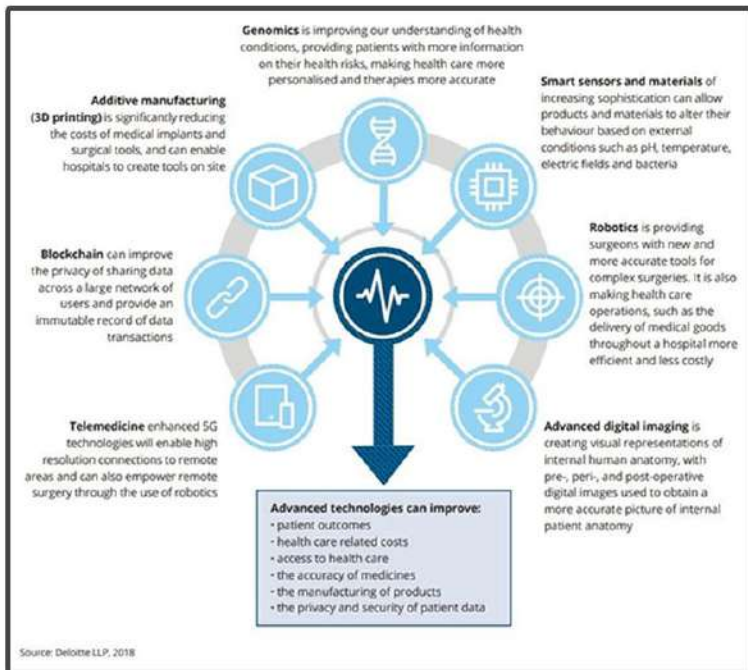 Genomics is improving our understanding of health
conditions, providing patients with more information
on their health risks, making health care more
personalised and therapies more accurate
Smart sensors and materials of
increasing sophistication can allow
products and materials to alter their
behaviour based on external
conditions such as pH, temperature,
electric fields and bacteria
Additive manufacturing
(3D printing) is significantly reducing
the costs of medical implants and
surgical tools, and can enable
hospitals to create tools on site
Robotics is providing
surgeons with new and
more accurate tools for
complex surgeries. It is also
making health care
operations, such as the
delivery of medical goods
throughout a hospital more
efficient and less costly
Blockchain can improve
the privacy of sharing data
across a large network of
users and provide an
immutable record of data
transactions
Telemedicine enhanced 5G
technologies will enable high
resolution connections to remote
areas and can also empower remote
surgery through the use of robotics
Advanced digital imaging is
creating visual representations of
internal human anatomy, with
pre-, peri-, and post-operative
digital images used to obtain a
more accurate picture of internal
patient anatomy
Advanced technologies can improve:
• patient outcomes
• health care related costs
• access to health care
• the accuracy of medicines
• the manufacturing of products
• the privacy and security of patient data
Source: Deloitte LLP, 2018